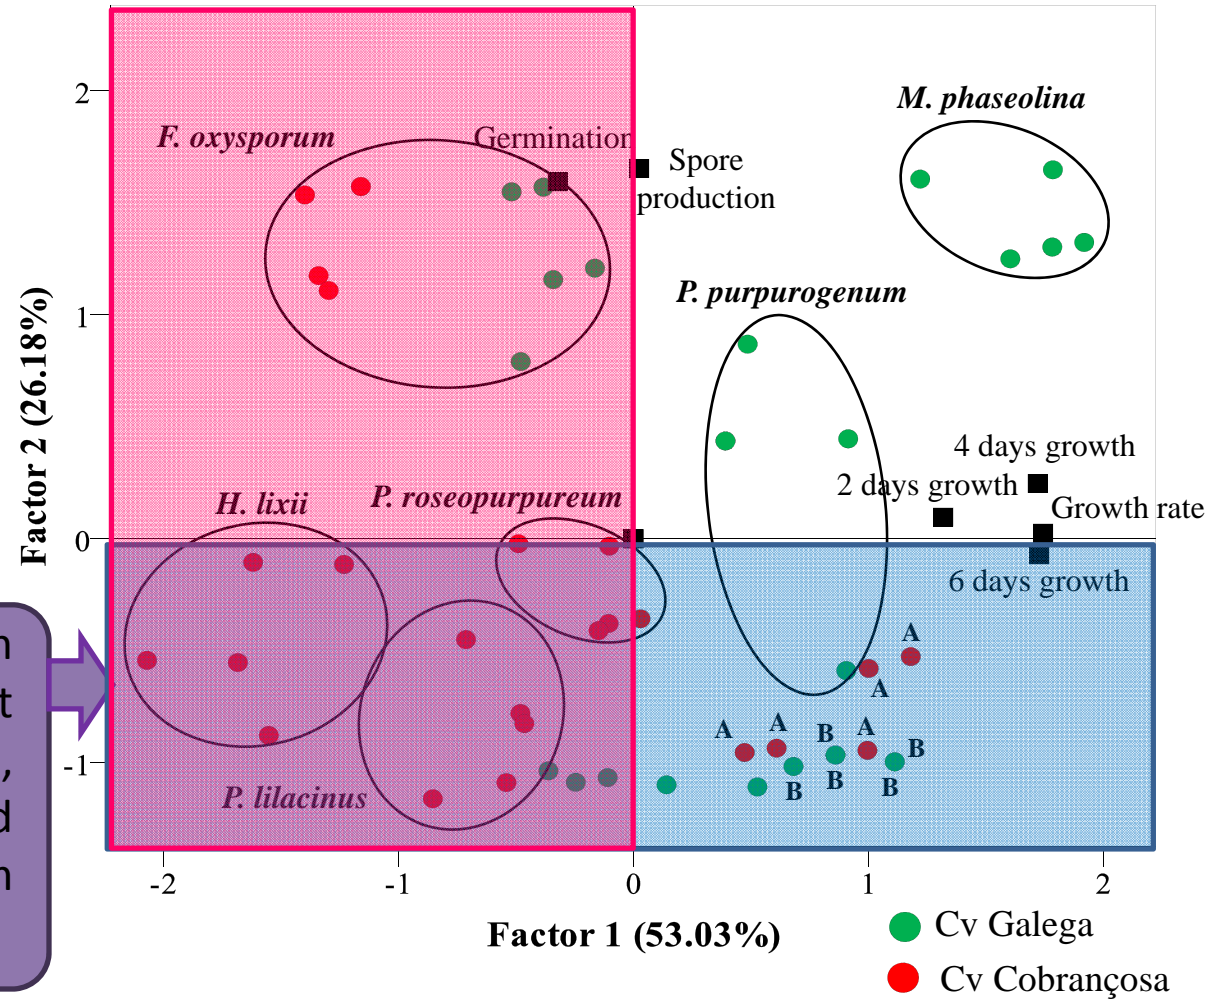 M. phaseolina
F. oxysporum
Germination
Spore
production
P. purpurogenum
4 days growth
2 days growth
Growth rate
6 days growth
H. lixii
P. roseopurpureum
P. lilacinus
A
A
A
A
A
B
B
B
B
B
2
1
0
-1
-2
-1
0
1
2
Factor 2 (26.18%)
Factor 1 (53.03%)
Cv Galega
Cv Cobrançosa